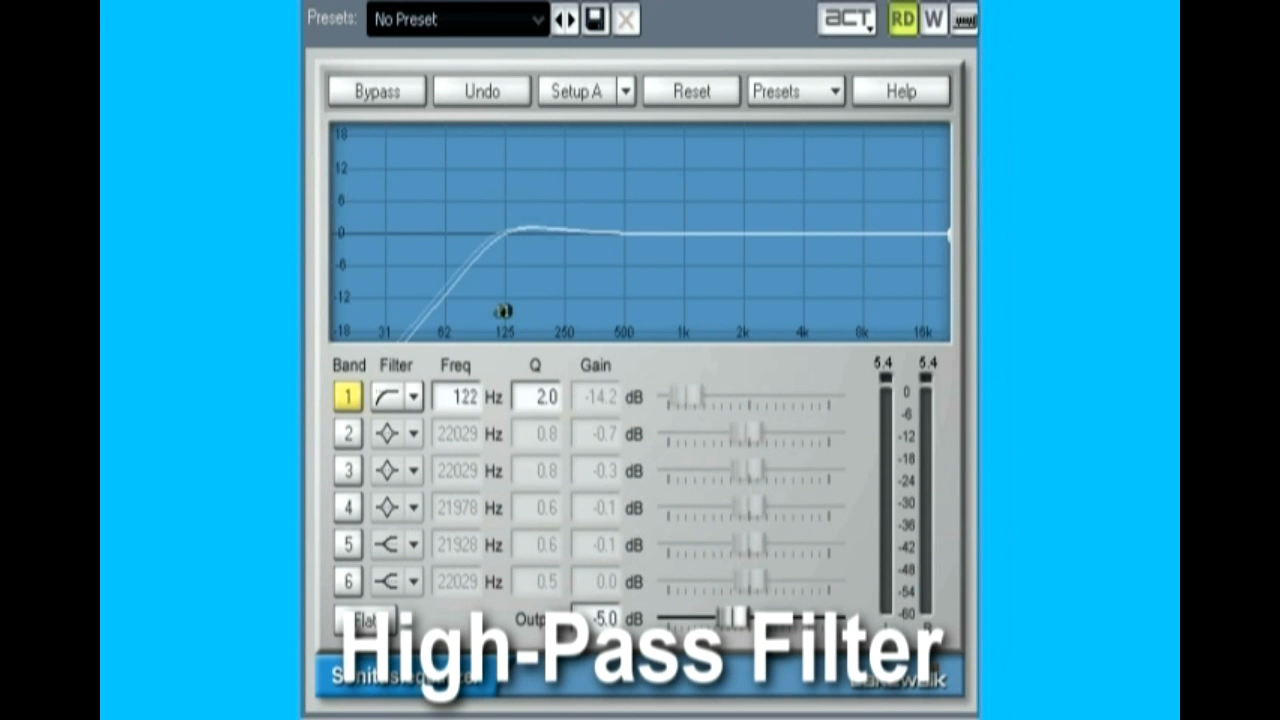 Presets: No Preset ACT RD W
Bypass Undo Setup A Reset Presets Help
18
12
6
0
-6
-12
-18 31 62 125 250 500 1k 2k 4k 8k 16k
Band Filter Freq Q Gain 5.4 5.4
1 122 Hz 2.0 -14.2 dB
2 22029 Hz 0.8 -0.7 dB
3 22029 Hz 0.8 -0.3 dB
4 21978 Hz 0.6 -0.1 dB
5 21928 Hz 0.6 -0.1 dB
6 22029 Hz 0.5 0.0 dB
0
-6
-12
-18
-24
-30
-36
-42
-48
-54
-60
Flat -5.0 dB
High-Pass Filter